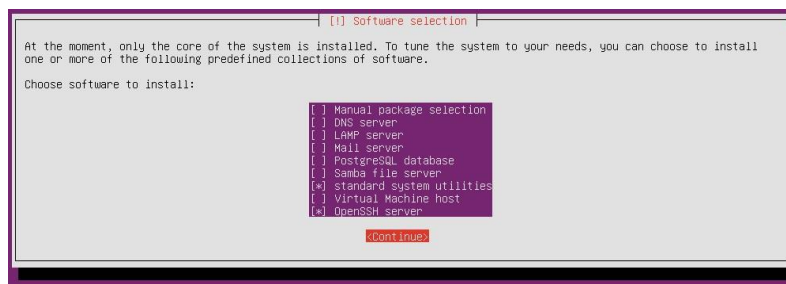 [!] Software selection
At the moment, only the core of the system is installed. To tune the system to your needs, you can choose to install
one or more of the following predefined collections of software.
Choose software to install:
[ ] Manual package selection
[ ] DNS server
[ ] LAMP server
[ ] Mail server
[ ] PostgreSQL database
[ ] Samba file server
[*] standard system utilities
[ ] Virtual Machine host
[*] OpenSSH server
<Continue>